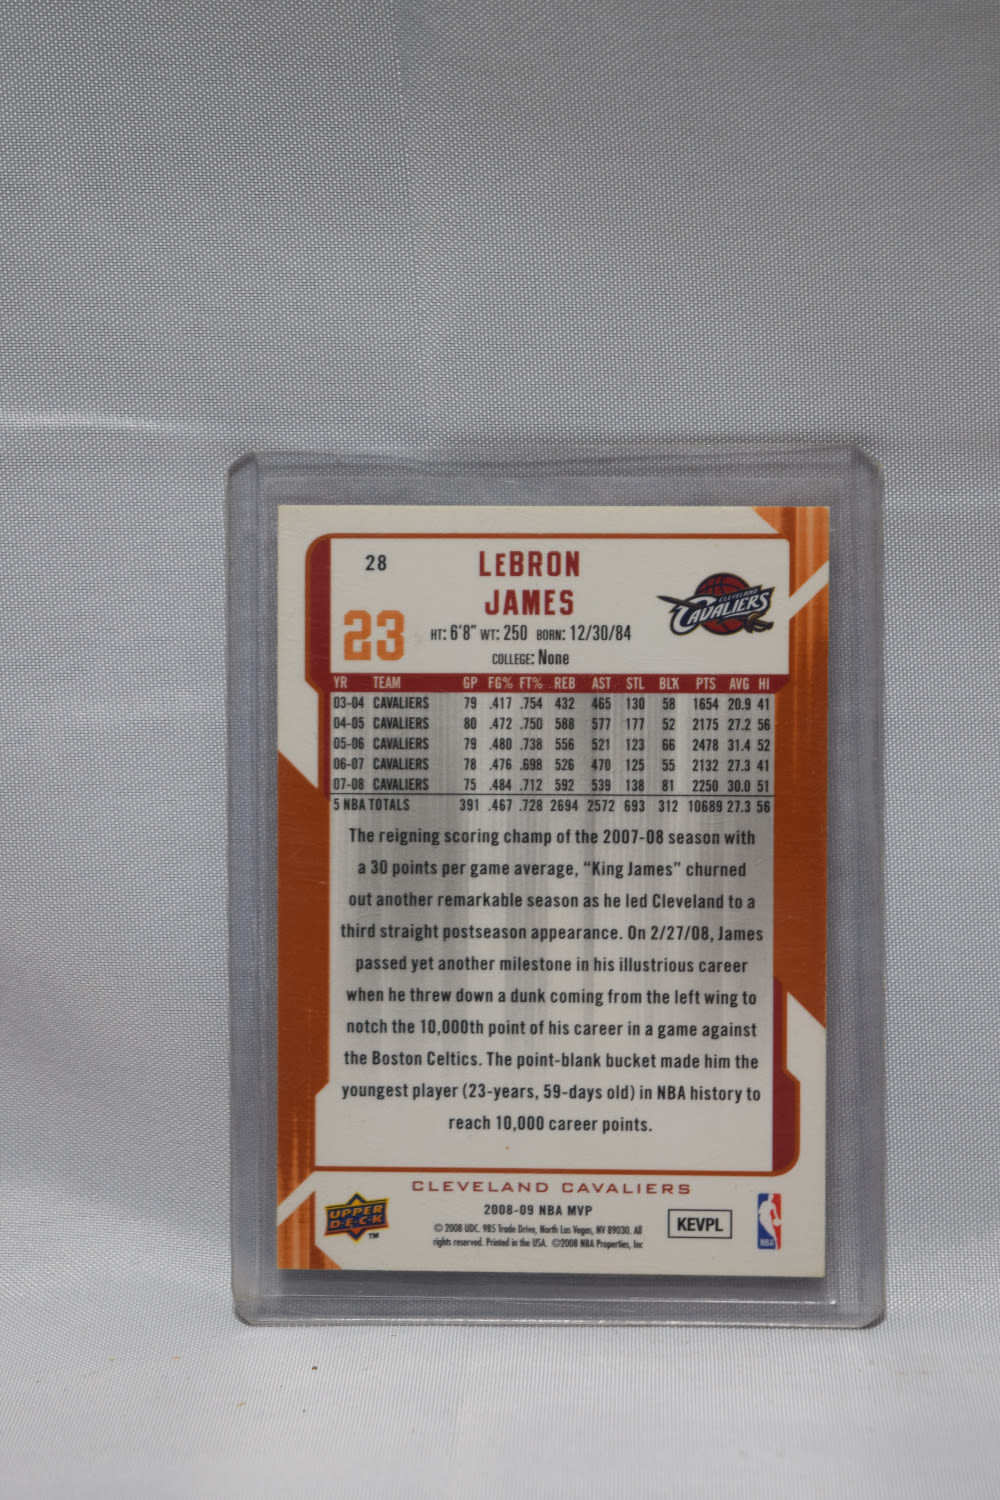 28
LEBRON
JAMES
CLEVELAND
CAVALIERS
23
HT: 6'8" WT: 250 BORN: 12/30/84
COLLEGE: None
YR TEAM GP FG% FT% REB AST STL BLK PTS AVG HI
03-04 CAVALIERS 79 .417 .754 432 465 130 58 1654 20.9 41
04-05 CAVALIERS 80 .472 .750 588 577 177 52 2175 27.2 56
05-06 CAVALIERS 79 .480 .738 556 521 123 66 2478 31.4 52
06-07 CAVALIERS 78 .476 .698 526 470 125 55 2132 27.3 41
07-08 CAVALIERS 75 .484 .712 592 539 138 81 2250 30.0 51
5 NBA TOTALS 391 .467 .728 2694 2572 693 312 10689 27.3 56
The reigning scoring champ of the 2007-08 season with
a 30 points per game average, “King James” churned
out another remarkable season as he led Cleveland to a
third straight postseason appearance. On 2/27/08, James
passed yet another milestone in his illustrious career
when he threw down a dunk coming from the left wing to
notch the 10,000th point of his career in a game against
the Boston Celtics. The point-blank bucket made him the
youngest player (23-years, 59-days old) in NBA history to
reach 10,000 career points.
CLEVELAND CAVALIERS
UPPER
D·E·C·K
TM
2008-09 NBA MVP
© 2008 UDC. 985 Trade Drive, North Las Vegas, NV 89030. All
rights reserved. Printed in the USA. ©2008 NBA Properties, Inc
KEVPL
NBA